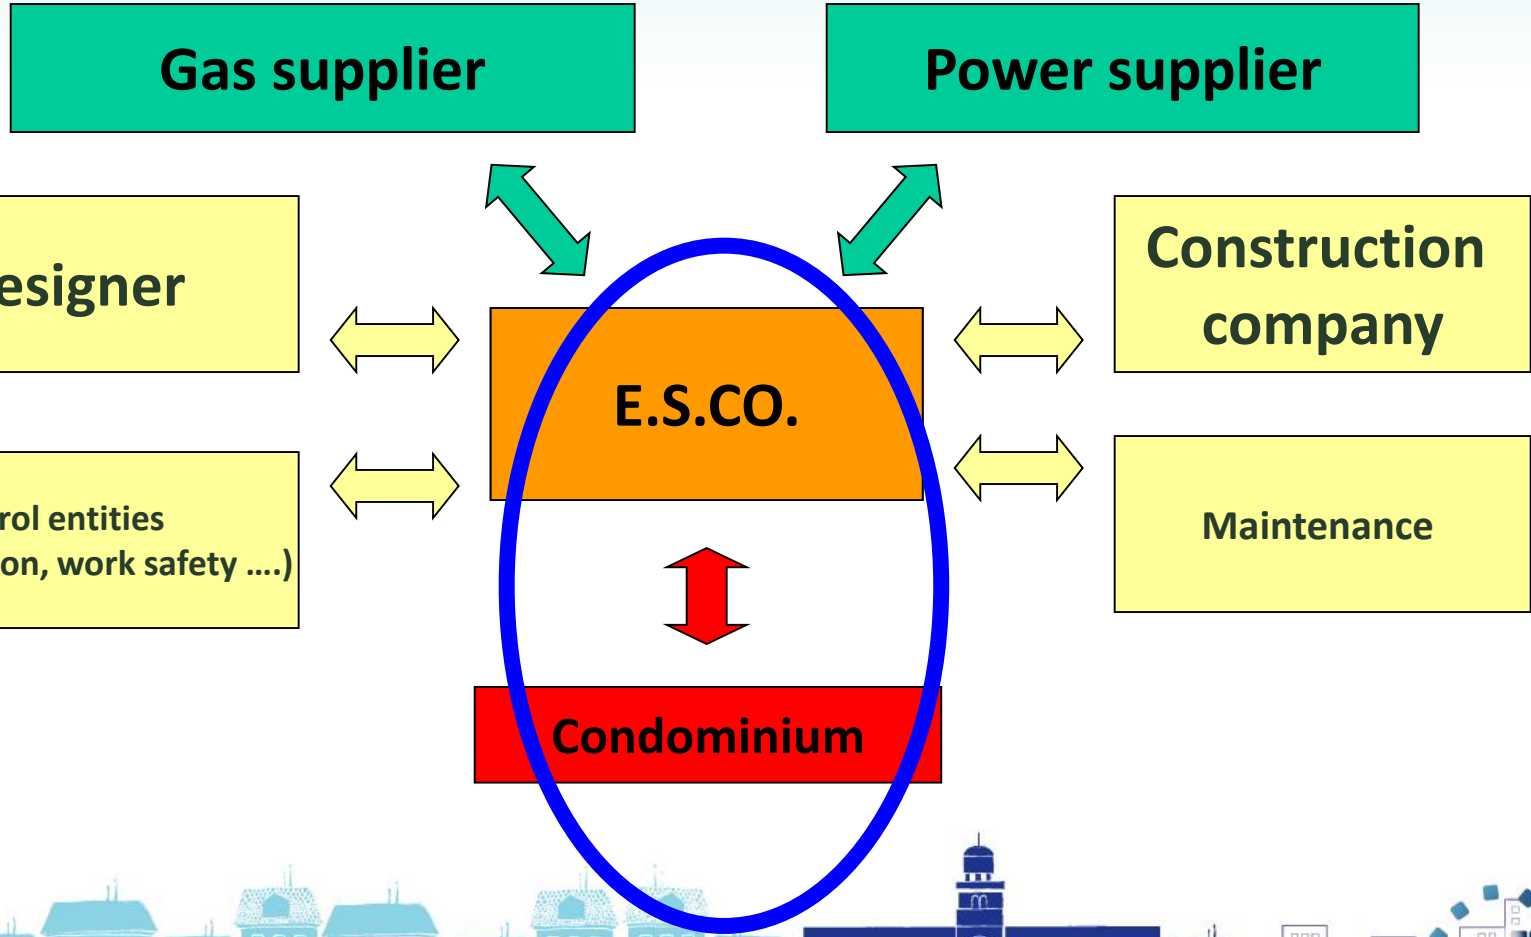 Gas supplier
Power supplier
esigner
Construction
company
E.S.CO.
rol entities
on, work safety ....)
Maintenance
Condominium